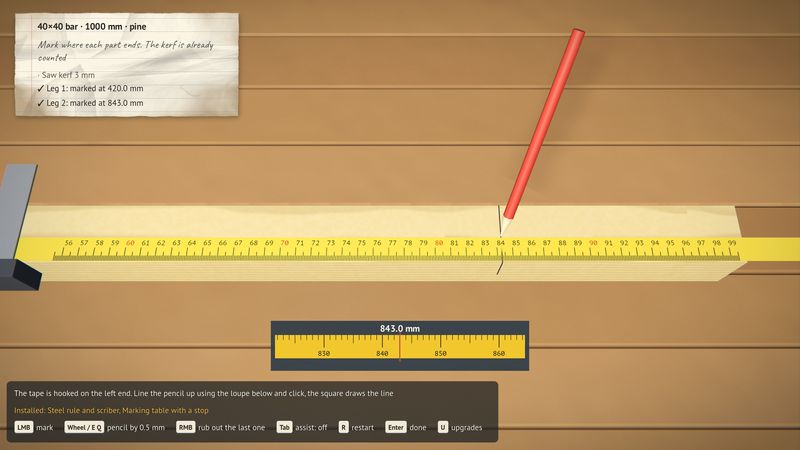 40×40 bar · 1000 mm · pine
Mark where each part ends. The kerf is already
counted
· Saw kerf 3 mm
✓ Leg 1: marked at 420.0 mm
✓ Leg 2: marked at 843.0 mm
56 57 58 59 60 61 62 63 64 65 66 67 68 69 70 71 72 73 74 75 76 77 78 79 80 81 82 83 84 85 86 87 88 89 90 91 92 93 94 95 96 97 98 99
843.0 mm
830 840 850 860
The tape is hooked on the left end. Line the pencil up using the loupe below and click, the square draws the line
Installed: Steel rule and scriber, Marking table with a stop
LMB mark Wheel / E Q pencil by 0.5 mm RMB rub out the last one Tab assist: off R restart Enter done U upgrades